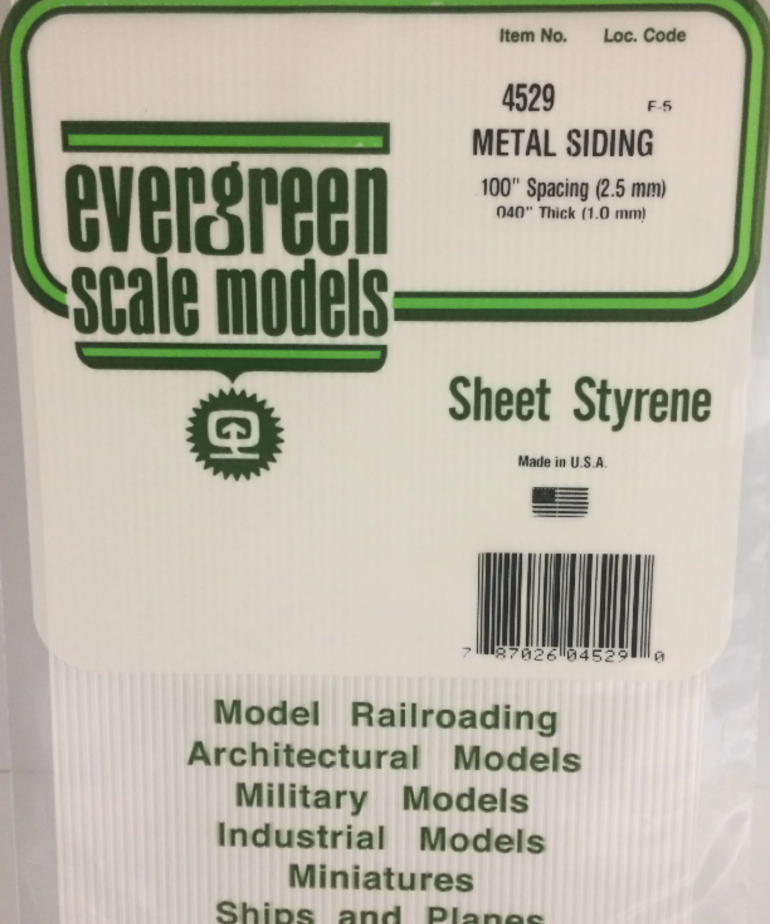 Item No. Loc. Code
4529 F-5
METAL SIDING
100" Spacing (2.5 mm)
040" Thick (1.0 mm)
evergreen
scale models
Sheet Styrene
Made in U.S.A.
7 87026 04529 0
Model Railroading
Architectural Models
Military Models
Industrial Models
Miniatures
Ships and Planes